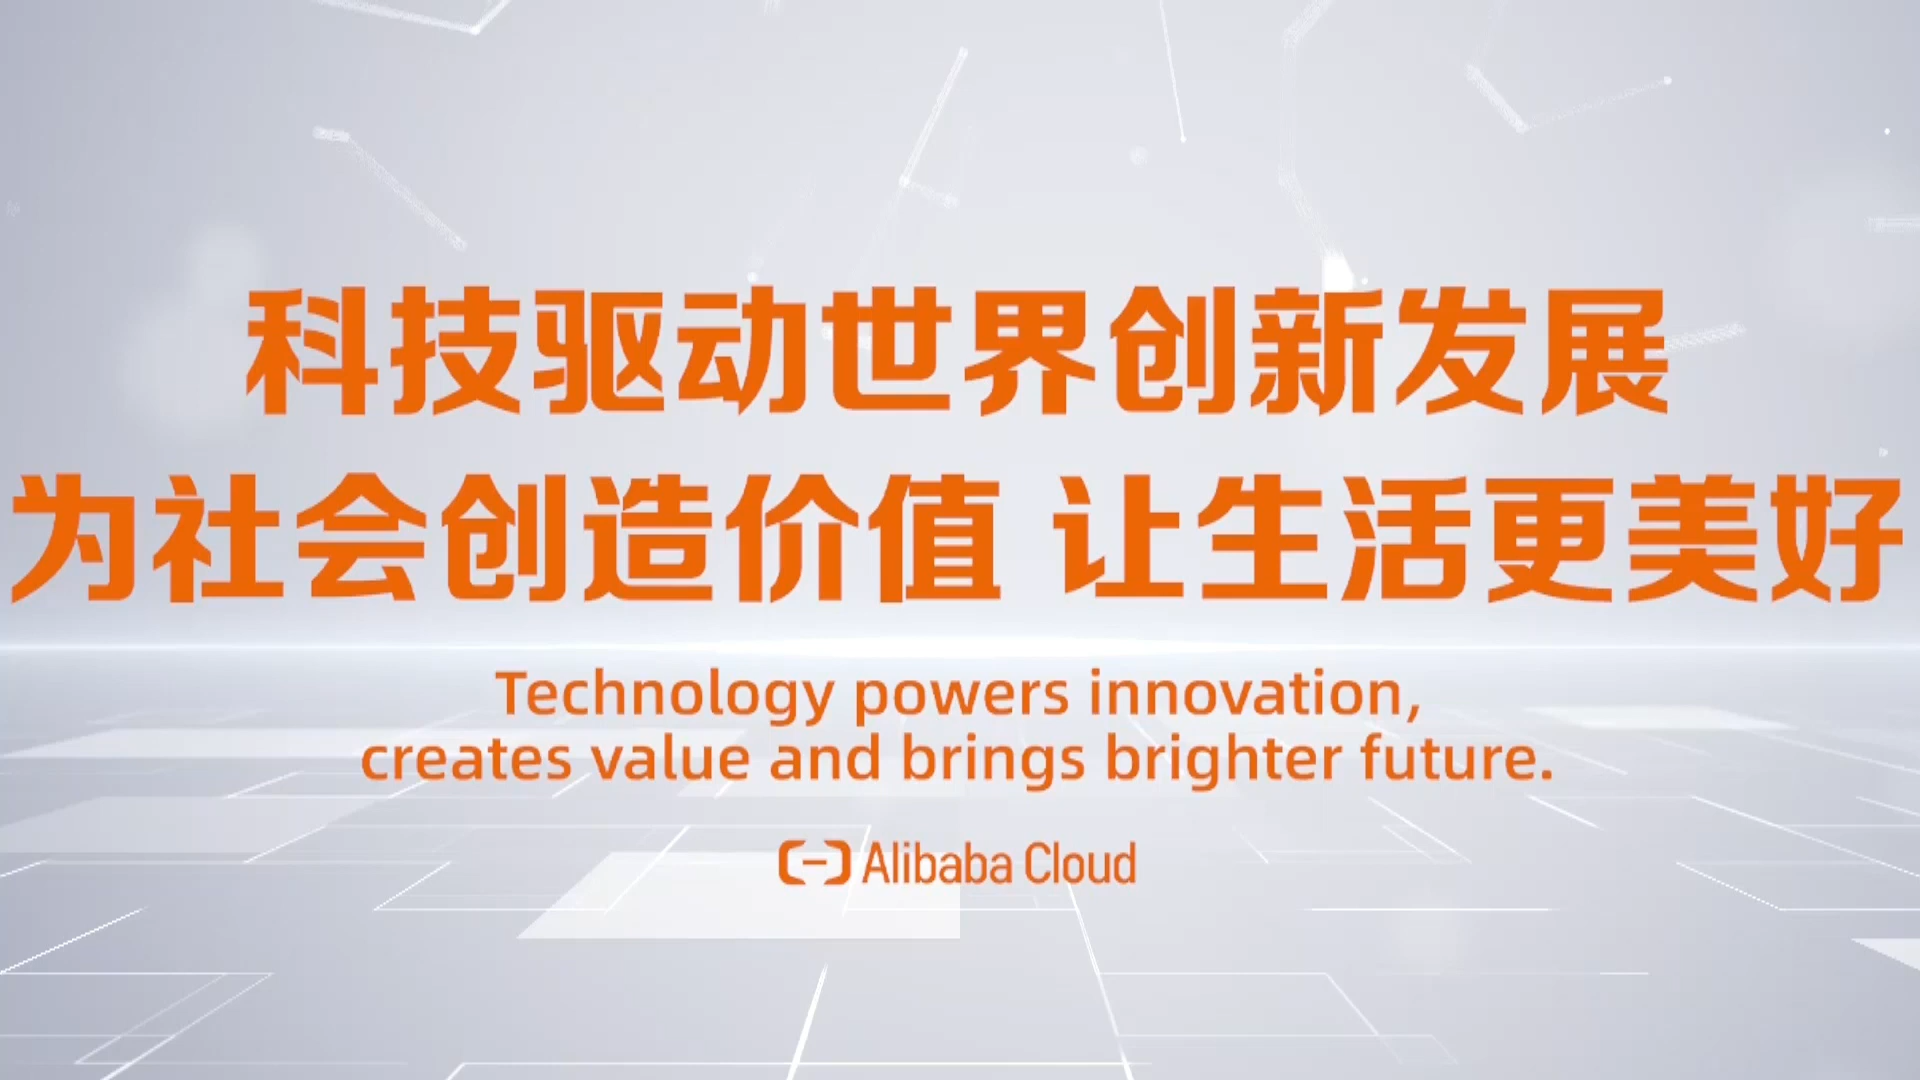 科技驱动世界创新发展
为社会创造价值 让生活更美好
Technology powers innovation,
creates value and brings brighter future.
Alibaba Cloud